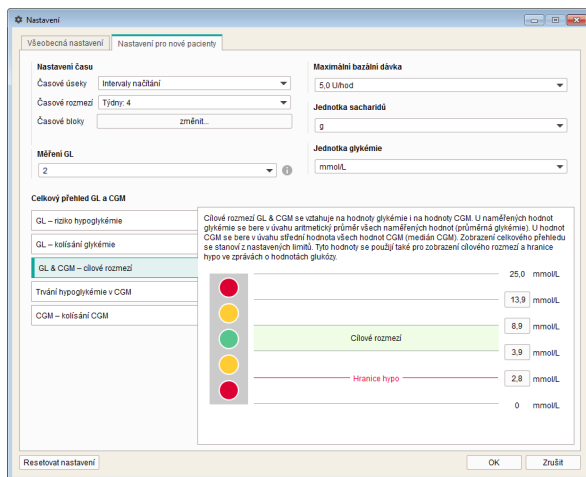 Nastavení
Všeobecná nastavení
Nastavení pro nové pacienty
Nastavení času
Časové úseky
Intervaly načítání
Časové rozmezí
Týdny: 4
Časové bloky
změnit...
Měření GL
2
Maximální bazální dávka
5,0 U/hod
Jednotka sacharidů
g
Jednotka glykémie
mmol/L
Celkový přehled GL a CGM
GL – riziko hypoglykémie
GL – kolísání glykémie
GL & CGM – cílové rozmezí
Trvání hypoglykémie v CGM
CGM – kolísání CGM
Cílové rozmezí GL & CGM se vztahuje na hodnoty glykémie i na hodnoty CGM. U naměřených hodnot
glykémie se bere v úvahu aritmetický průměr všech naměřených hodnot (průměrná glykémie). U hodnot
CGM se bere v úvahu střední hodnota všech hodnot CGM (medián CGM). Zobrazení celkového přehledu
se stanoví z nastavených limitů. Tyto hodnoty se použijí také pro zobrazení cílového rozmezí a hranice
hypo ve zprávách o hodnotách glukózy.
25,0 mmol/L
13,9 mmol/L
8,9 mmol/L
Cílové rozmezí
3,9 mmol/L
Hranice hypo
2,8 mmol/L
0 mmol/L
Resetovat nastavení
OK
Zrušit